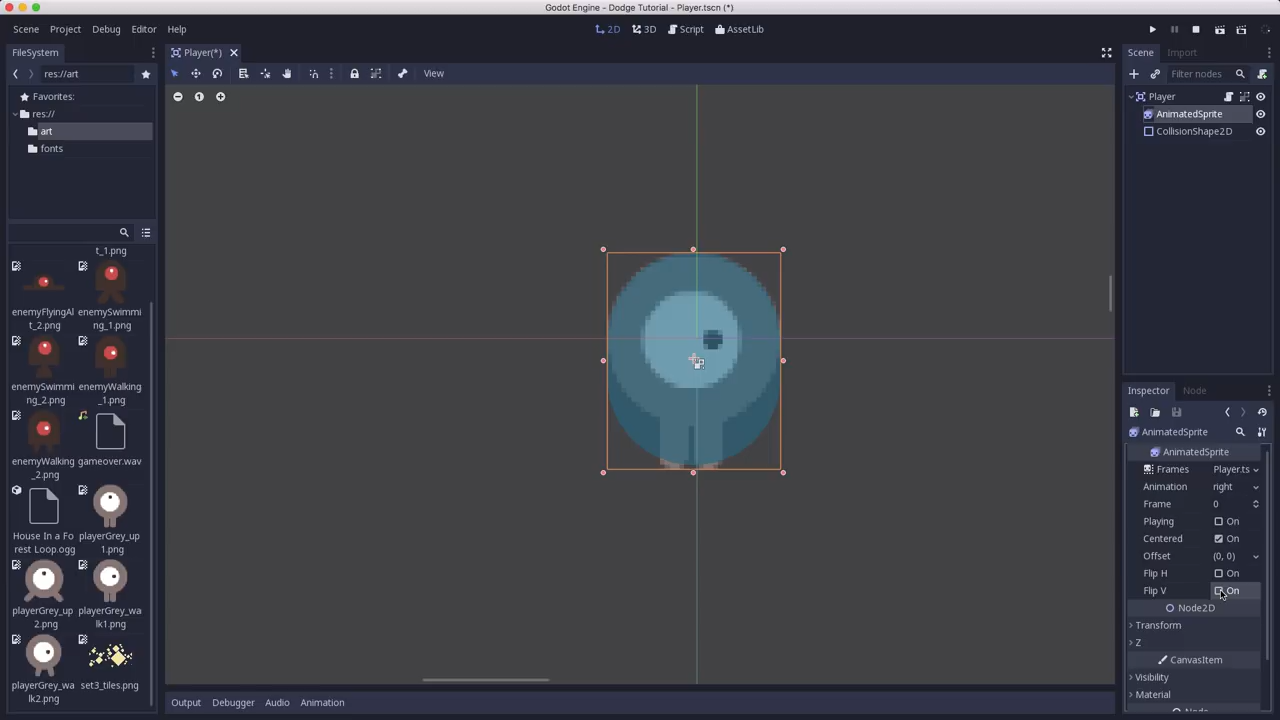 Godot Engine - Dodge Tutorial - Player.tscn (*)
Scene Project Debug Editor Help
2D 3D Script AssetLib
FileSystem
Player(*)
Scene Import
res://art
View
Filter nodes
Favorites:
res://
art
fonts
1
Player
AnimatedSprite
CollisionShape2D
t_1.png
enemyFlyingAl
t_2.png
enemySwimmi
ng_1.png
enemySwimmi
ng_2.png
enemyWalking
_1.png
enemyWalking
_2.png
gameover.wav
House In a Fo
rest Loop.ogg
playerGrey_up
1.png
playerGrey_up
2.png
playerGrey_wa
lk1.png
playerGrey_wa
lk2.png
set3_tiles.png
Inspector Node
AnimatedSprite
AnimatedSprite
Frames Player.ts
Animation right
Frame 0
Playing On
Centered On
Offset (0, 0)
Flip H On
Flip V On
Node2D
Transform
Z
CanvasItem
Visibility
Material
Node
Output Debugger Audio Animation